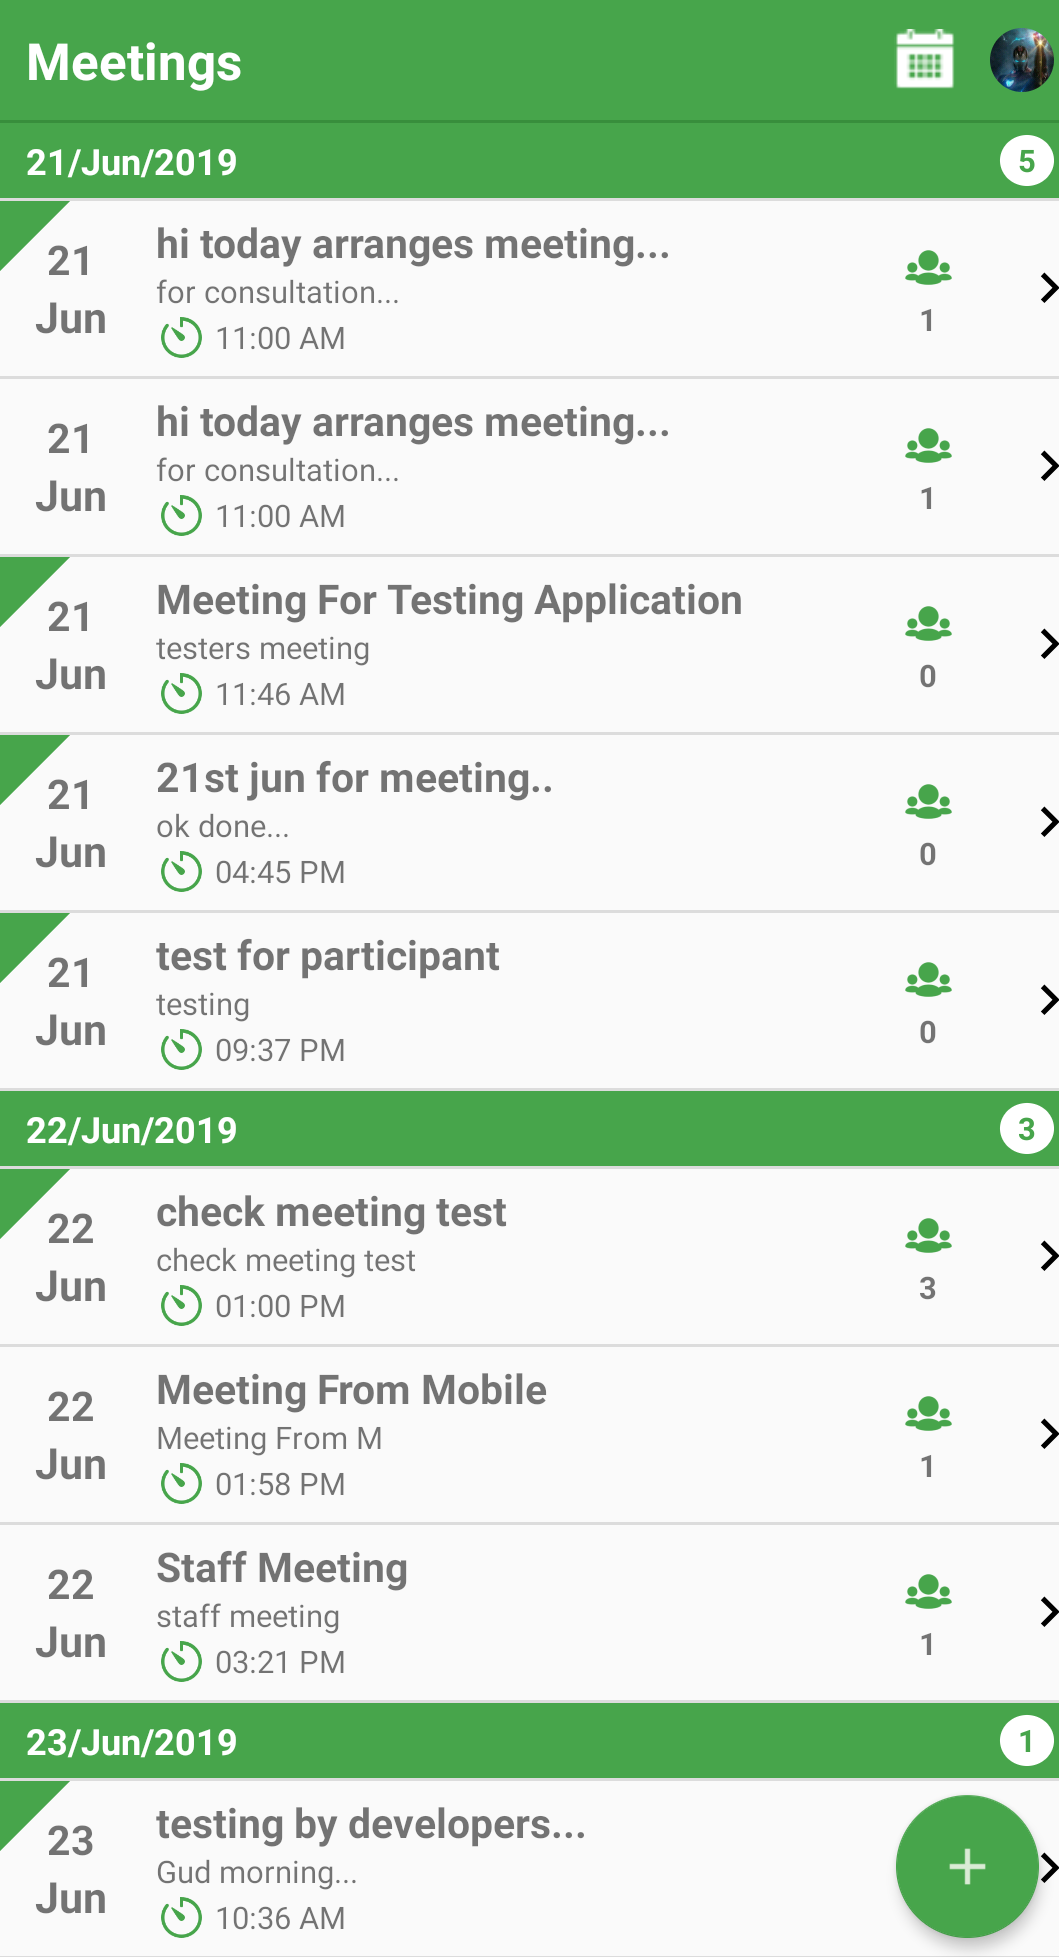 Meetings
21/Jun/2019 5
21 Jun
hi today arranges meeting...
for consultation...
11:00 AM
1
21 Jun
hi today arranges meeting...
for consultation...
11:00 AM
1
21 Jun
Meeting For Testing Application
testers meeting
11:46 AM
0
21 Jun
21st jun for meeting..
ok done...
04:45 PM
0
21 Jun
test for participant
testing
09:37 PM
0
22/Jun/2019 3
22 Jun
check meeting test
check meeting test
01:00 PM
3
22 Jun
Meeting From Mobile
Meeting From M
01:58 PM
1
22 Jun
Staff Meeting
staff meeting
03:21 PM
1
23/Jun/2019 1
23 Jun
testing by developers...
Gud morning...
10:36 AM